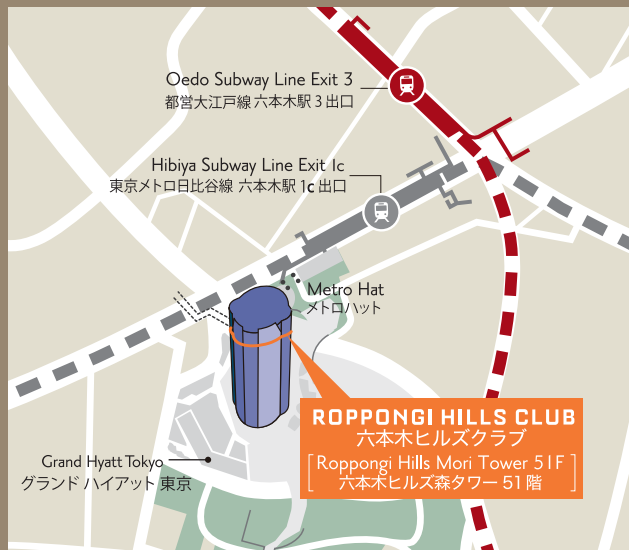 Oedo Subway Line Exit 3
都営大江戸線 六本木駅 3 出口
Hibiya Subway Line Exit 1c
東京メトロ日比谷線 六本木駅 1c 出口
Metro Hat
メトロハット
ROPPONGI HILLS CLUB
六本木ヒルズクラブ
[Roppongi Hills Mori Tower 51F
六本木ヒルズ森タワー 51 階]
Grand Hyatt Tokyo
グランド ハイアット 東京